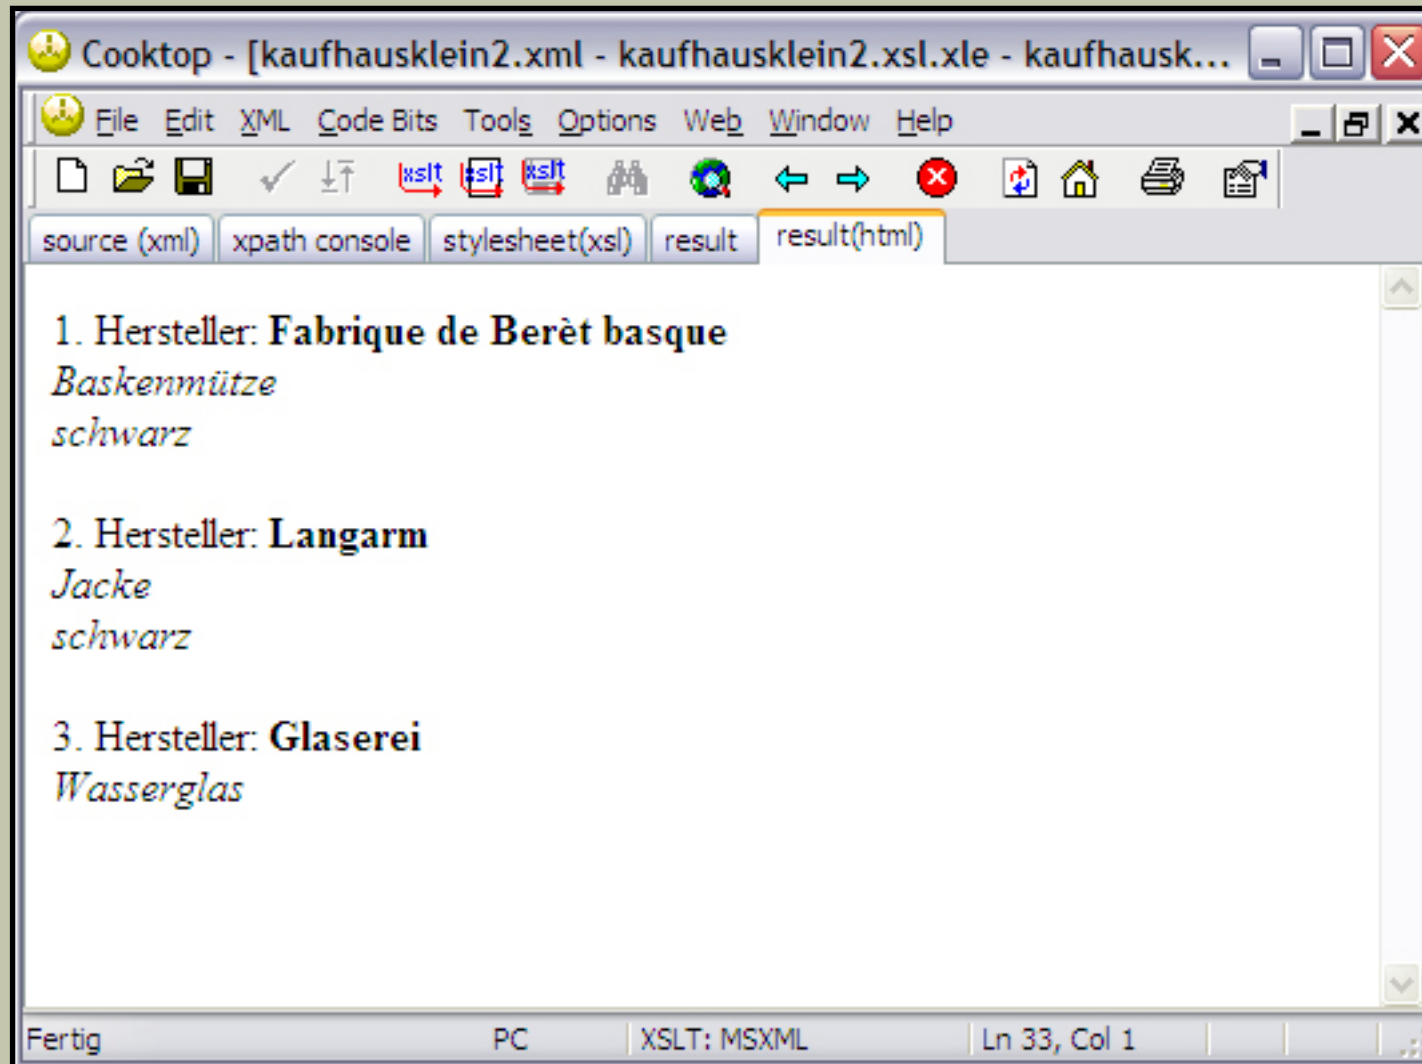 Cooktop - [kaufhausklein2.xml - kaufhausklein2.xsl.xle - kaufhausk...
File Edit XML Code Bits Tools Options Web Window Help
xslt xslt xslt
source (xml) xpath console stylesheet(xsl) result result(html)
1. Hersteller: Fabrique de Berèt basque
Baskenmütze
schwarz
2. Hersteller: Langarm
Jacke
schwarz
3. Hersteller: Glaserei
Wasserglas
Fertig PC XSLT: MSXML Ln 33, Col 1